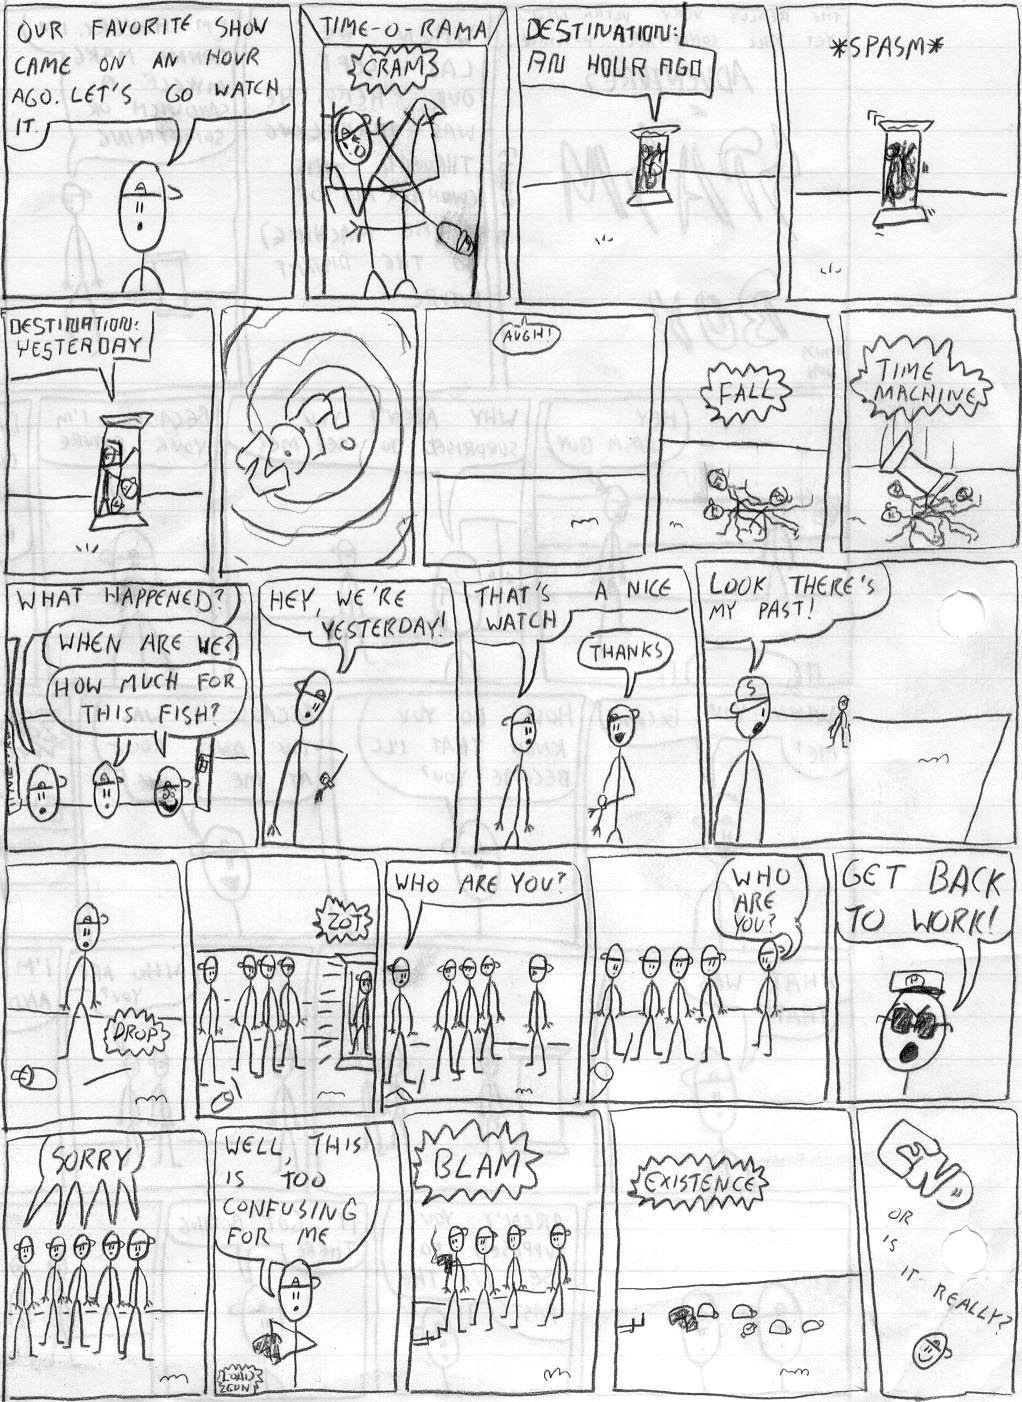 OUR FAVORITE SHOW
CAME ON AN HOUR
AGO. LET'S GO WATCH
IT.
TIME-O-RAMA
CRAM
DESTINATION:
AN HOUR AGO
*SPASM*
DESTINATION:
YESTERDAY
AUGH!
FALL
TIME
MACHINE
WHAT HAPPENED?
WHEN ARE WE?
HOW MUCH FOR
THIS FISH?
HEY, WE'RE
YESTERDAY!
THAT'S A NICE
WATCH
THANKS
LOOK THERE'S
MY PAST!
S
DROP
ZOT
WHO ARE YOU?
WHO
ARE
YOU?
GET BACK
TO WORK!
SORRY
WELL, THIS
IS TOO
CONFUSING
FOR ME
LOAD
GUN
BLAM
EXISTENCE
END
OR
IS
IT REALLY?